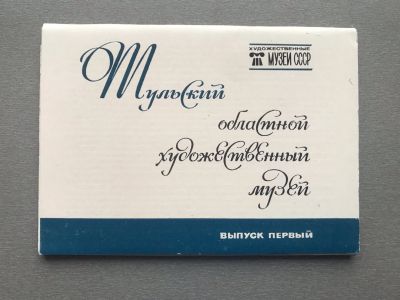 ХУДОЖЕСТВЕННЫЕ
МУЗЕИ СССР
Тульский
областной
художественный
музей
ВЫПУСК ПЕРВЫЙ